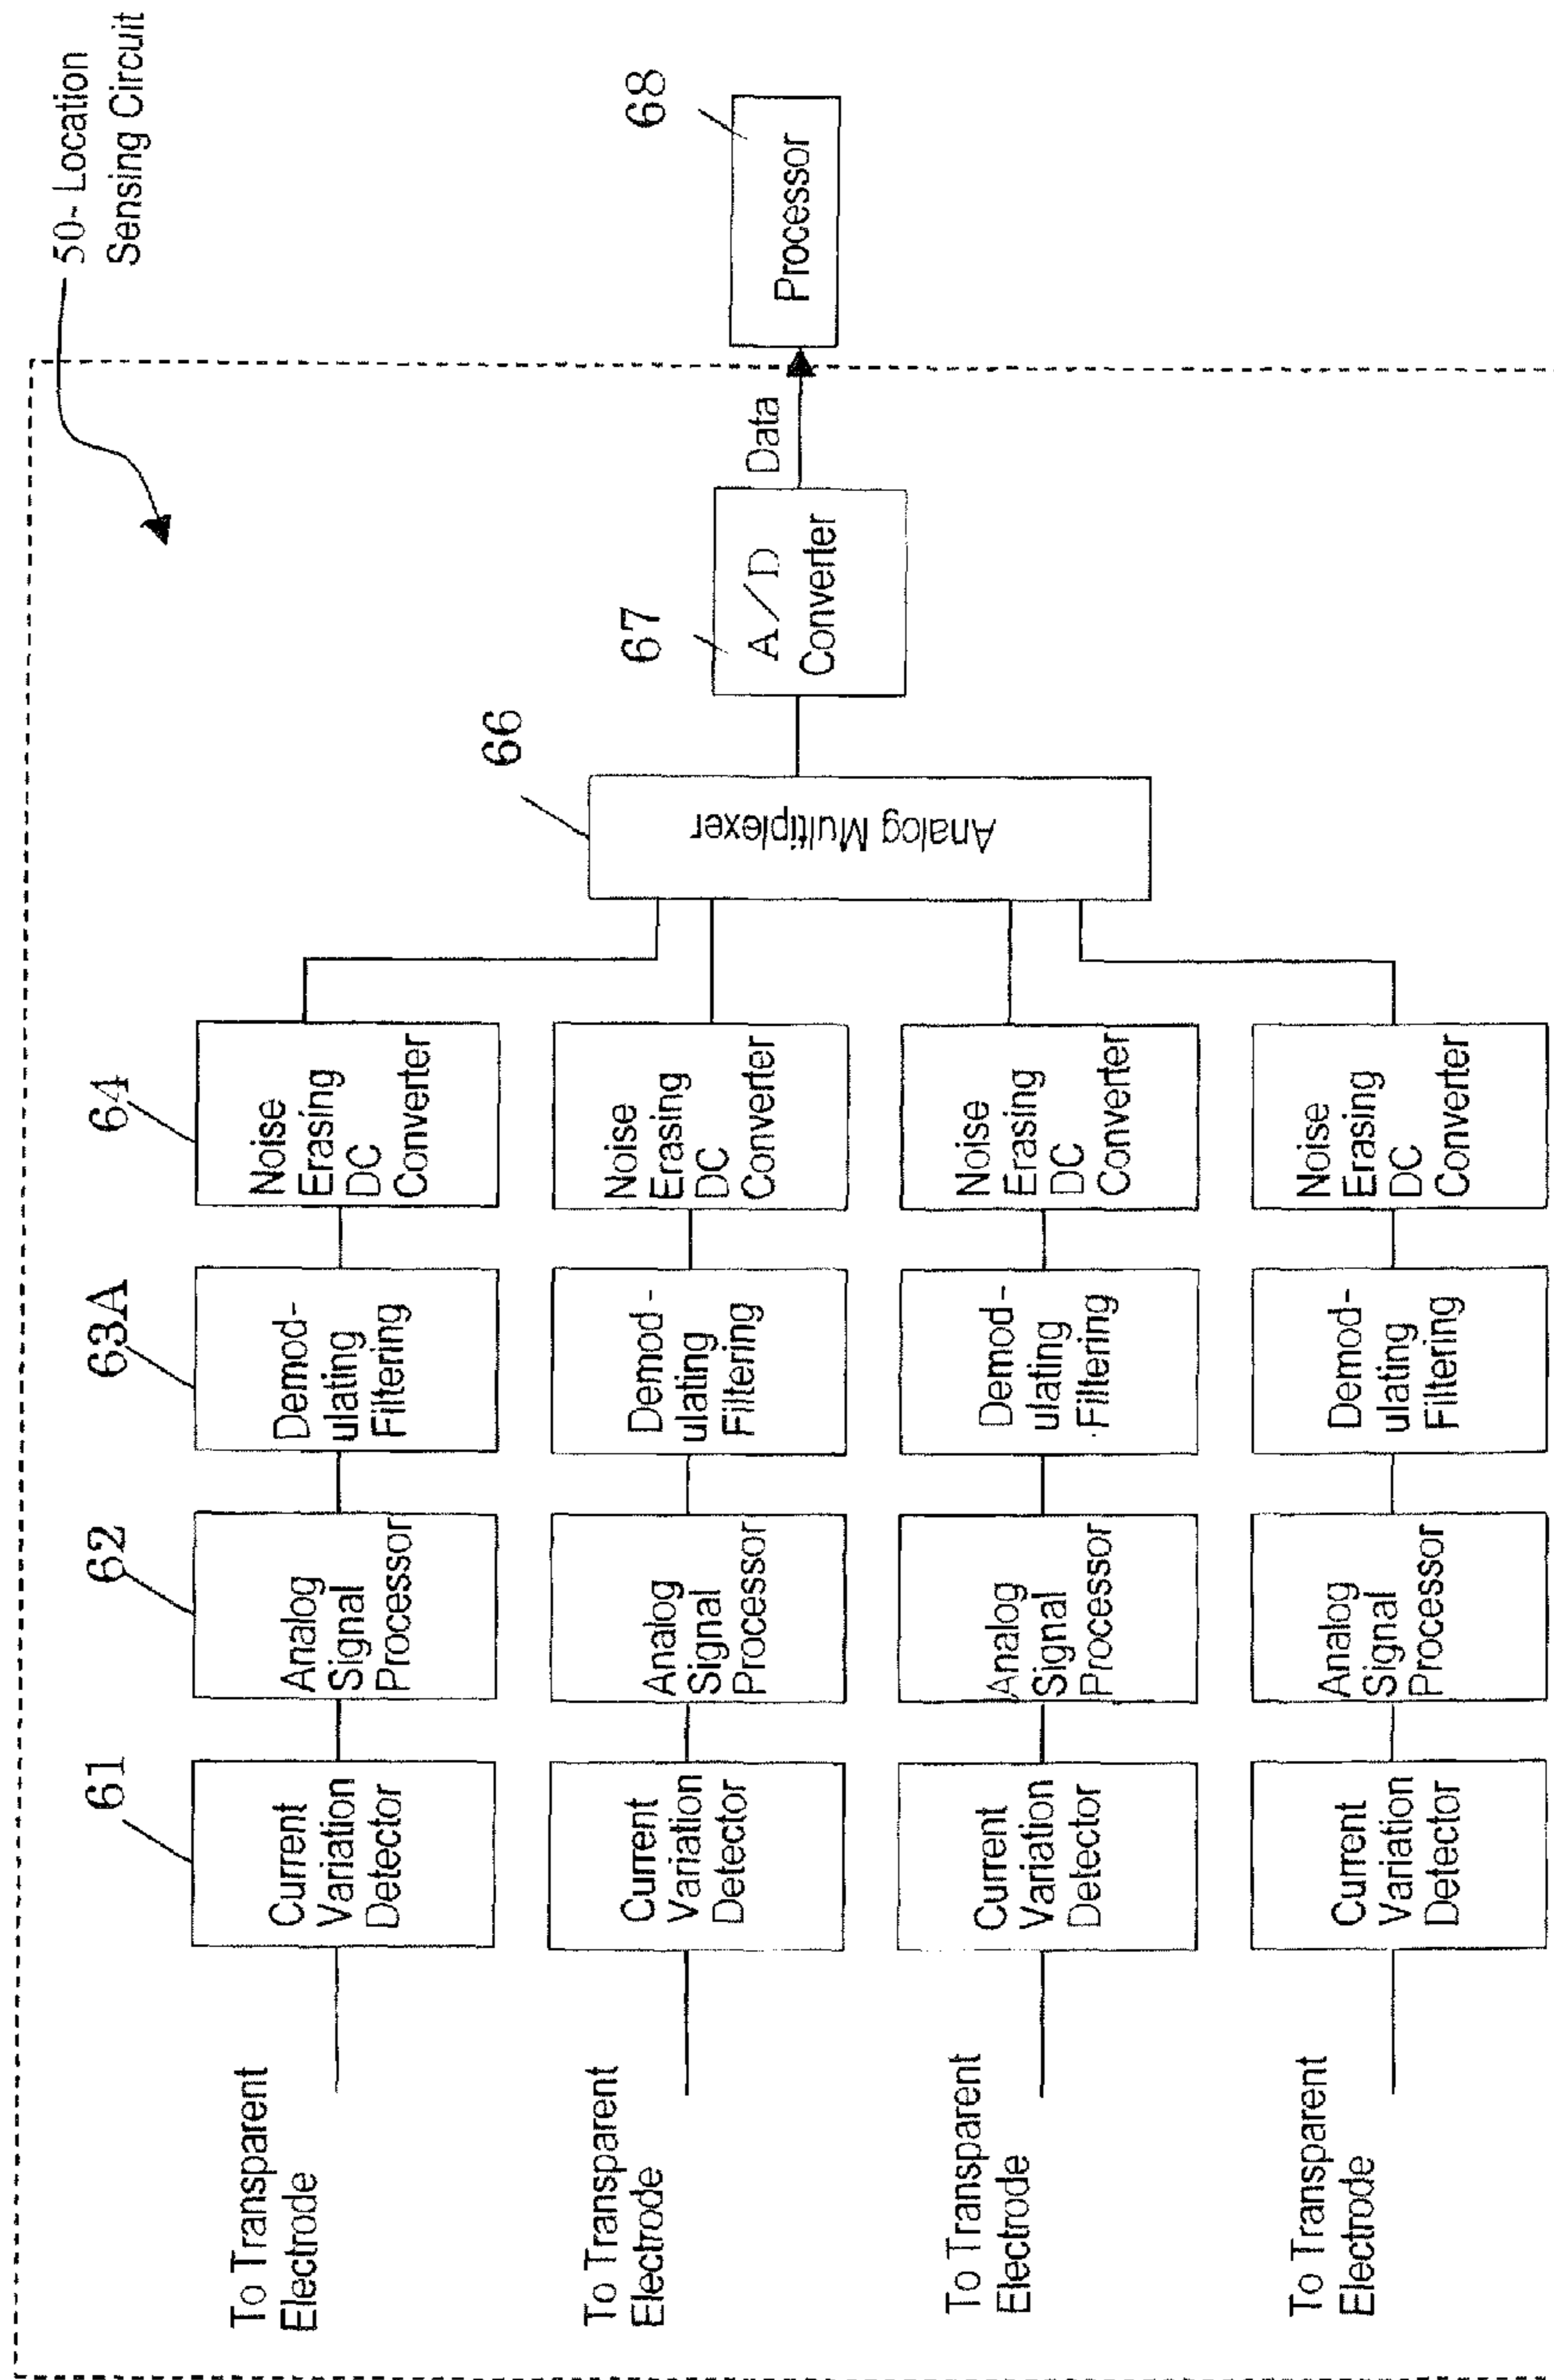 50~ Location
Sensing Circuit
61
62
63A
64
66
67
68
To Transparent
Electrode
Current
Variation
Detector
Analog
Signal
Processor
Demod-
ulating
Filtering
Noise
Erasing
DC
Converter
To Transparent
Electrode
Current
Variation
Detector
Analog
Signal
Processor
Demod-
ulating
Filtering
Noise
Erasing
DC
Converter
To Transparent
Electrode
Current
Variation
Detector
Analog
Signal
Processor
Demod-
ulating
Filtering
Noise
Erasing
DC
Converter
To Transparent
Electrode
Current
Variation
Detector
Analog
Signal
Processor
Demod-
ulating
Filtering
Noise
Erasing
DC
Converter
Analog Multiplexer
A/D
Converter
Data
Processor